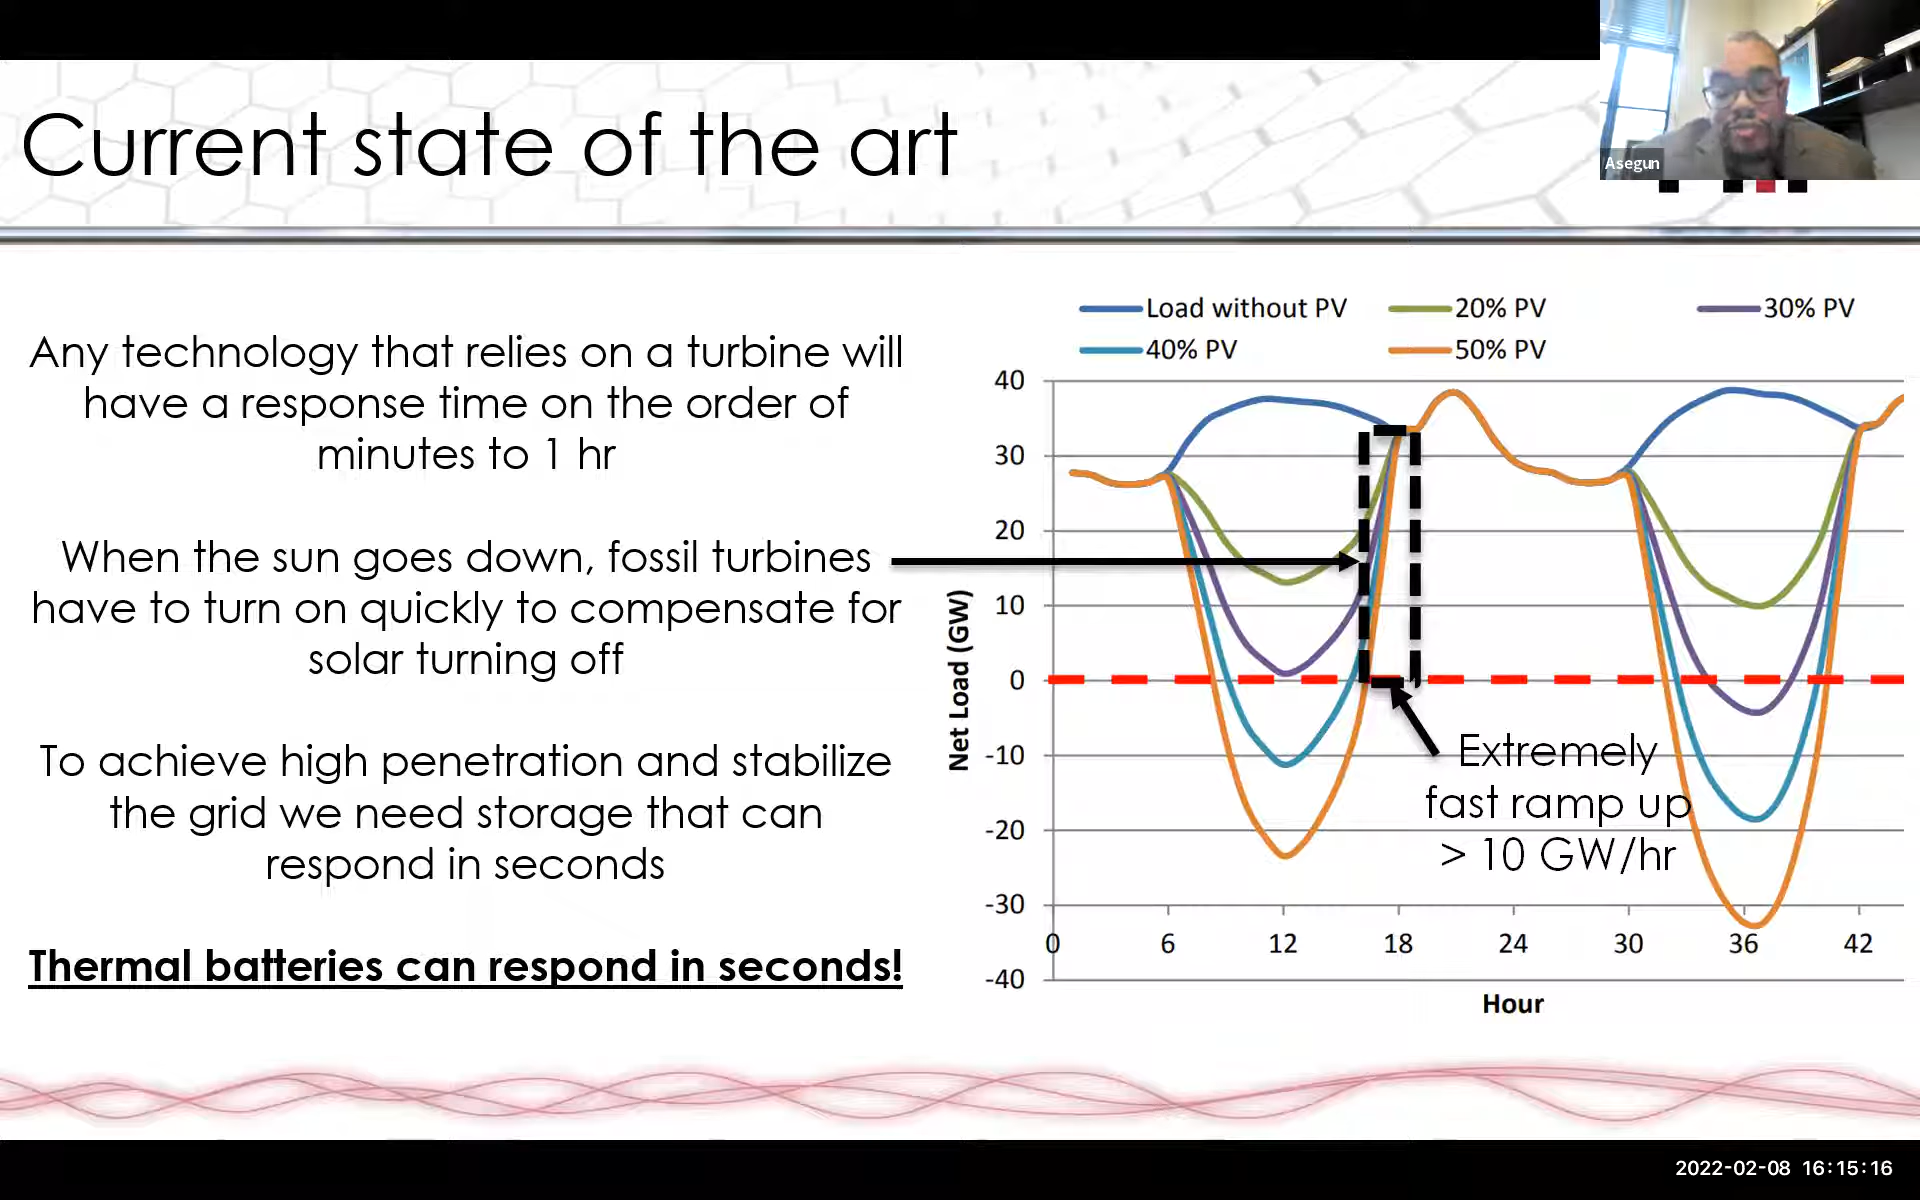 Current state of the art
Asegun
Any technology that relies on a turbine will
have a response time on the order of
minutes to 1 hr
When the sun goes down, fossil turbines
have to turn on quickly to compensate for
solar turning off
To achieve high penetration and stabilize
the grid we need storage that can
respond in seconds
Thermal batteries can respond in seconds!
Load without PV 20% PV 30% PV
40% PV 50% PV
40
30
20
10
0
-10
-20
-30
-40
Net Load (GW)
0 6 12 18 24 30 36 42
Hour
Extremely
fast ramp up
> 10 GW/hr
2022-02-08 16:15:16